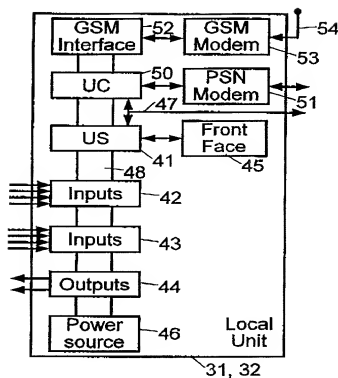 GSM Interface 52
GSM Modem 53
54
UC 50
PSN Modem 51
47
US 41
Front Face 45
48
Inputs 42
Inputs 43
Outputs 44
Power source 46
Local Unit
31, 32